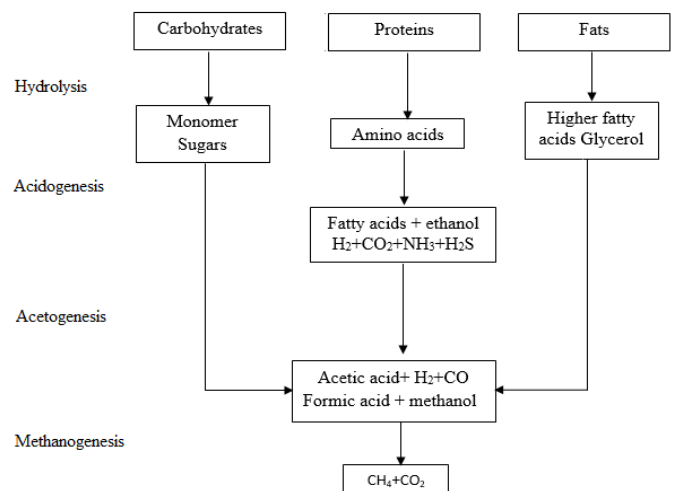 Carbohydrates
Proteins
Fats
Hydrolysis
Monomer
Sugars
Amino acids
Higher fatty
acids Glycerol
Acidogenesis
Fatty acids + ethanol
H₂+CO₂+NH₃+H₂S
Acetogenesis
Acetic acid+ H₂+CO
Formic acid + methanol
Methanogenesis
CH₄+CO₂